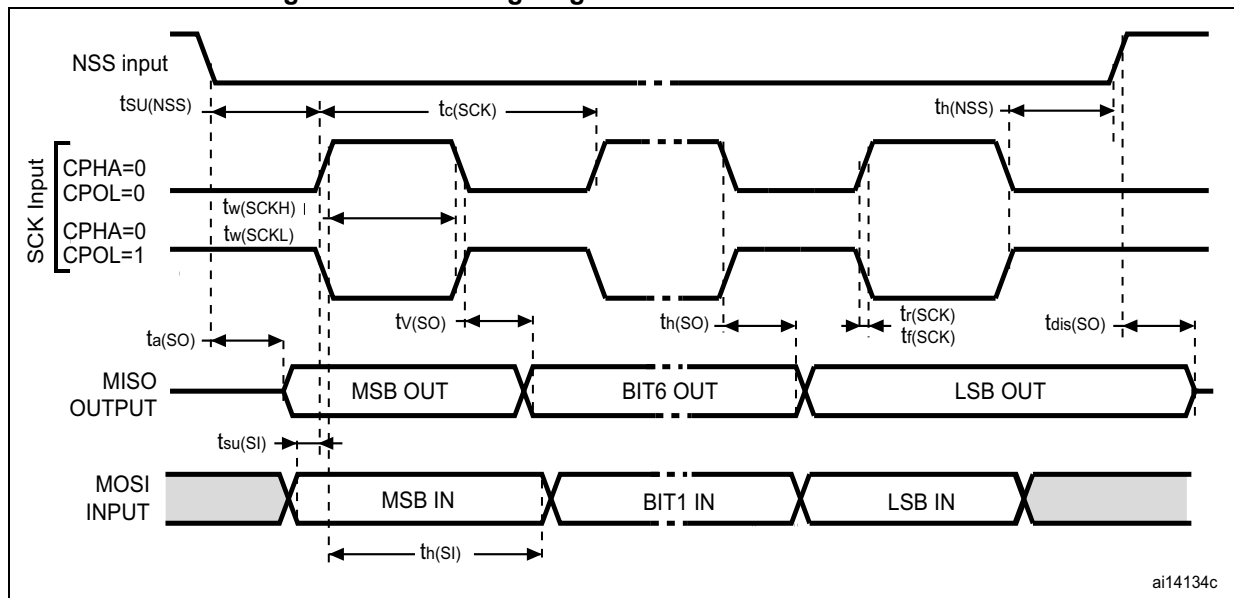 NSS input
tSU(NSS)
tc(SCK)
th(NSS)
SCK Input
CPHA=0
CPOL=0
tw(SCKH)
CPHA=0
tw(SCKL)
CPOL=1
tV(SO)
th(SO)
tr(SCK)
tf(SCK)
tdis(SO)
ta(SO)
MISO
OUTPUT
MSB OUT
BIT6 OUT
LSB OUT
tsu(SI)
MOSI
INPUT
MSB IN
BIT1 IN
LSB IN
th(SI)
ai14134c